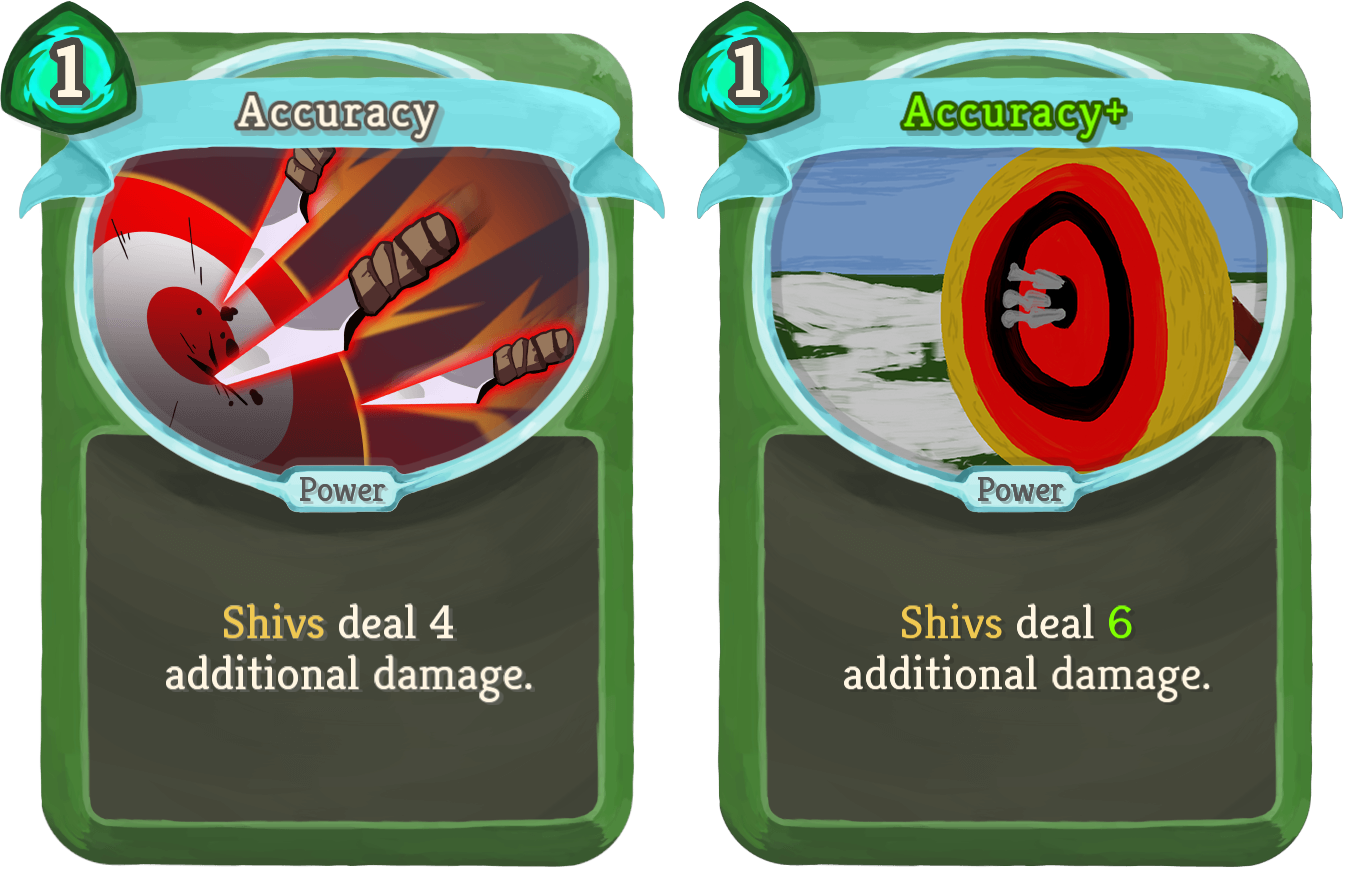 1
Accuracy
Power
Shivs deal 4
additional damage.
1
Accuracy+
Power
Shivs deal 6
additional damage.